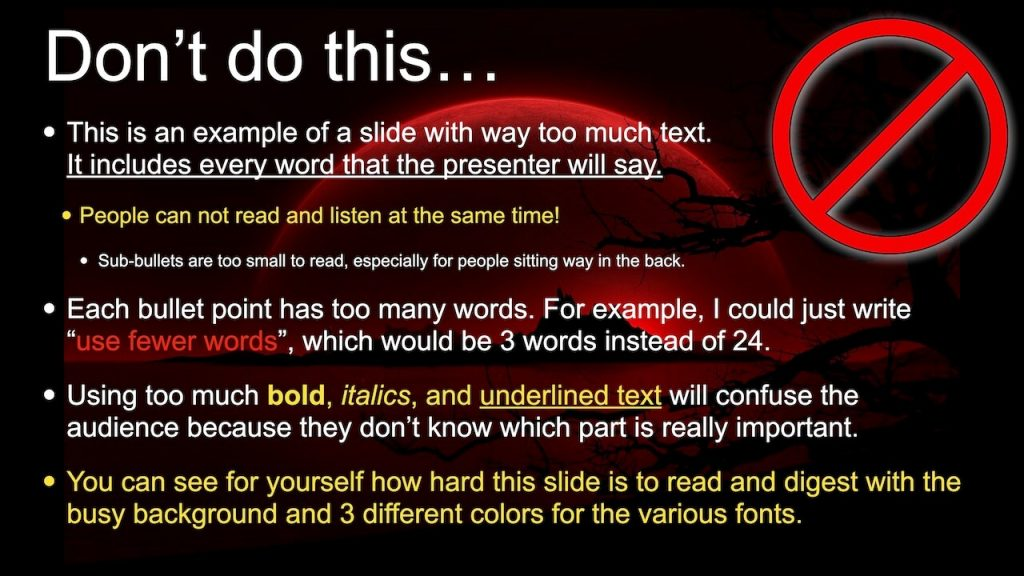 Don’t do this…
• This is an example of a slide with way too much text.
It includes every word that the presenter will say.
• People can not read and listen at the same time!
• Sub-bullets are too small to read, especially for people sitting way in the back.
• Each bullet point has too many words. For example, I could just write
“use fewer words”, which would be 3 words instead of 24.
• Using too much bold, italics, and underlined text will confuse the
audience because they don’t know which part is really important.
• You can see for yourself how hard this slide is to read and digest with the
busy background and 3 different colors for the various fonts.